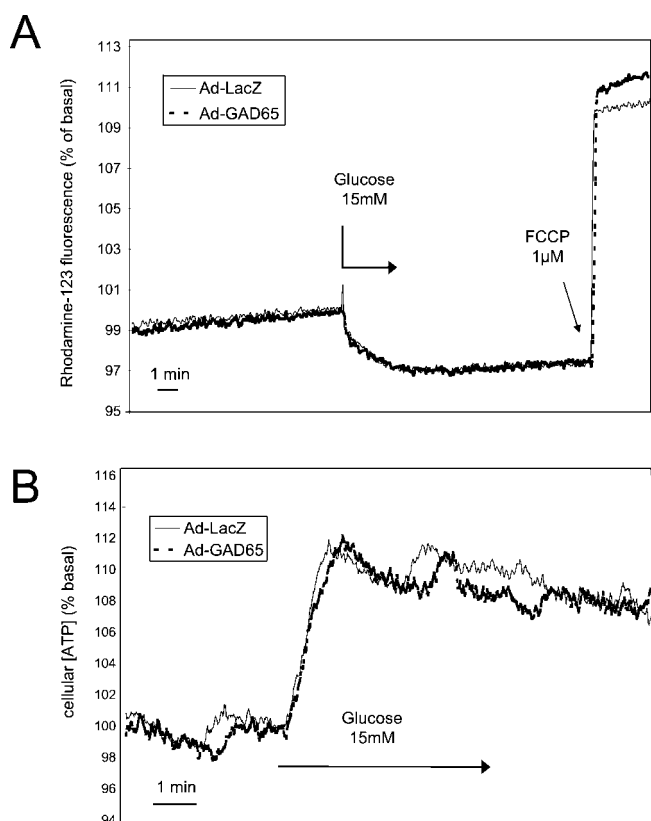 A
Rhodamine-123 fluorescence (% of basal)
113
111
109
107
105
103
101
99
97
95
Ad-LacZ
Ad-GAD65
Glucose
15mM
FCCP
1µM
1 min
B
cellular [ATP] (% basal)
116
114
112
110
108
106
104
102
100
98
96
94
Ad-LacZ
Ad-GAD65
Glucose
15mM
1 min